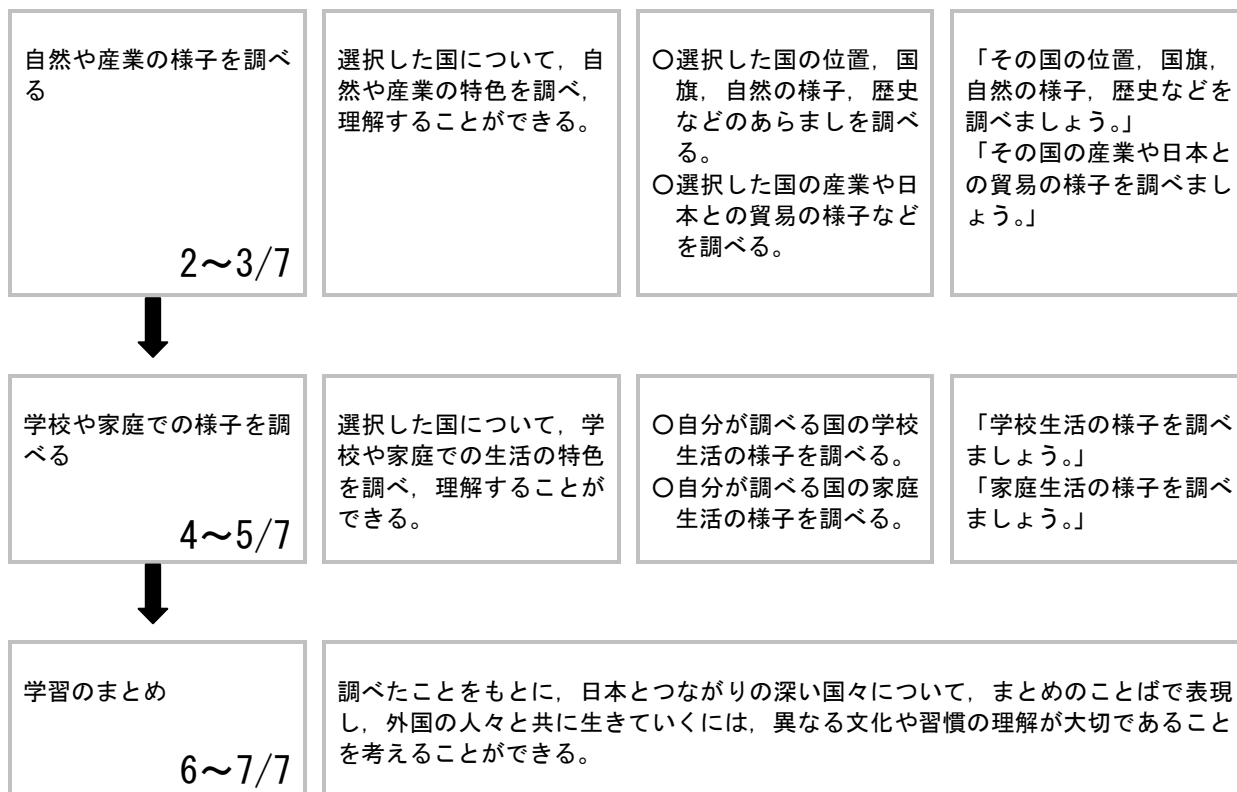 自然や産業の様子を調べ
る
2～3/7
選択した国について，自
然や産業の特色を調べ，
理解することができる。
○選択した国の位置，国
旗，自然の様子，歴史
などのあらましを調べ
る。
○選択した国の産業や日
本との貿易の様子など
を調べる。
「その国の位置，国旗，
自然の様子，歴史などを
調べましょう。」
「その国の産業や日本と
の貿易の様子を調べまし
ょう。」
学校や家庭での様子を調
べる
4～5/7
選択した国について，学
校や家庭での生活の特色
を調べ，理解することが
できる。
○自分が調べる国の学校
生活の様子を調べる。
○自分が調べる国の家庭
生活の様子を調べる。
「学校生活の様子を調べ
ましょう。」
「家庭生活の様子を調べ
ましょう。」
学習のまとめ
6～7/7
調べたことをもとに，日本とつながりの深い国々について，まとめのことばで表現
し，外国の人々と共に生きていくには，異なる文化や習慣の理解が大切であること
を考えることができる。